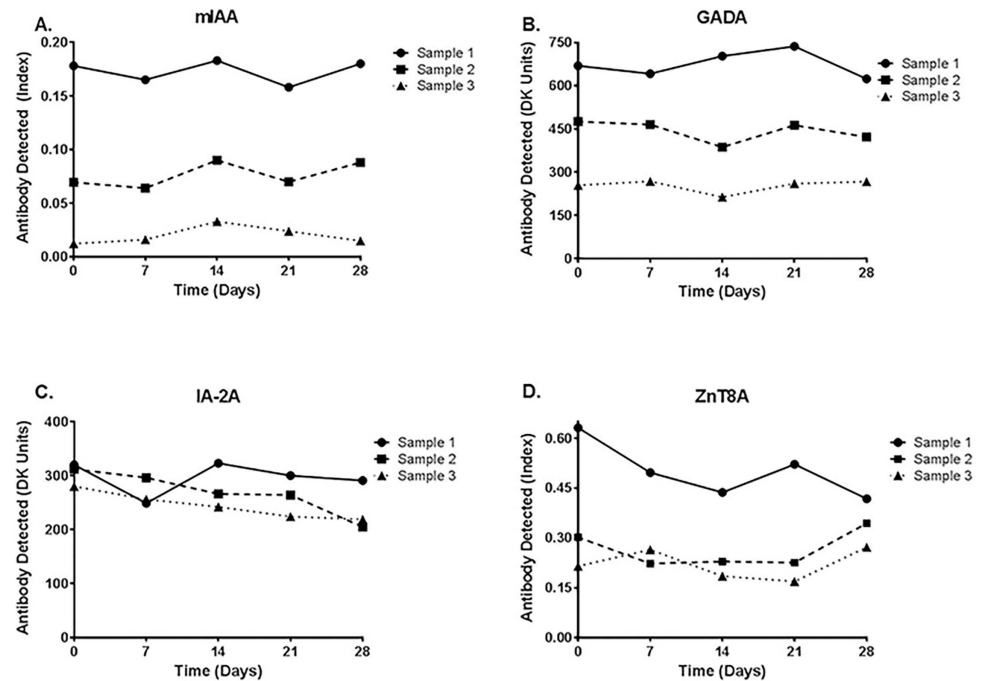 A.
mIAA
Antibody Detected (Index)
0.20
0.15
0.10
0.05
0.00
0 7 14 21 28
Time (Days)
Sample 1
Sample 2
Sample 3
B.
GADA
Antibody Detected (DK Units)
750
600
450
300
150
0
0 7 14 21 28
Time (Days)
Sample 1
Sample 2
Sample 3
C.
IA-2A
Antibody Detected (DK Units)
400
300
200
100
0
0 7 14 21 28
Time (Days)
Sample 1
Sample 2
Sample 3
D.
ZnT8A
Antibody Detected (Index)
0.60
0.45
0.30
0.15
0.00
0 7 14 21 28
Time (Days)
Sample 1
Sample 2
Sample 3